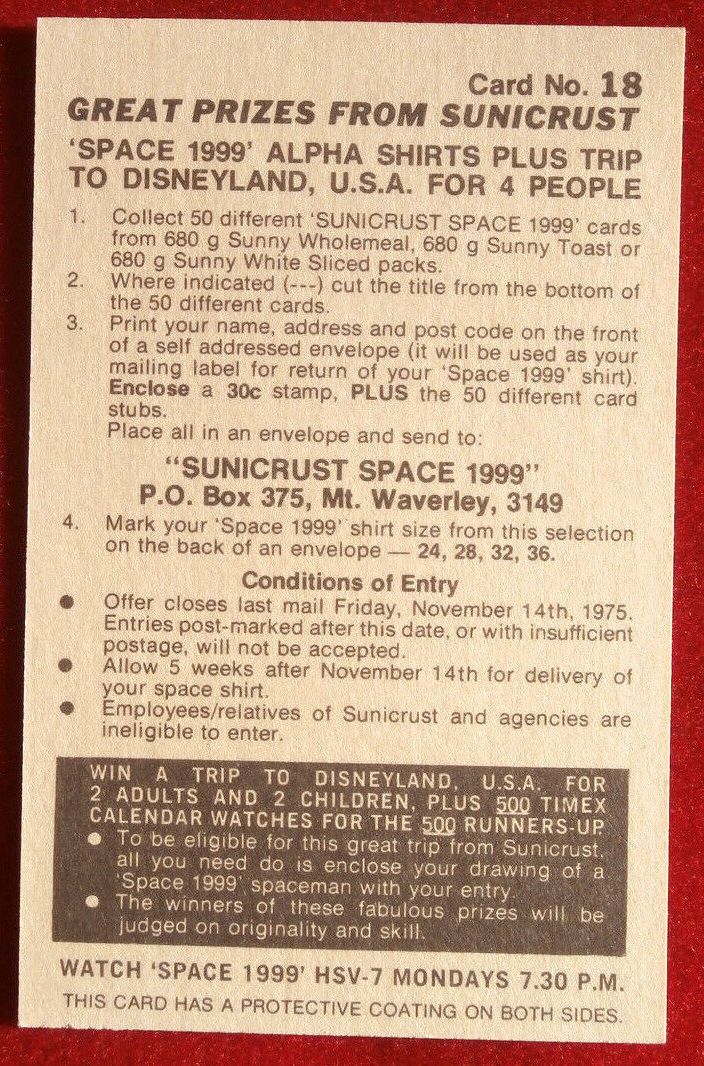 Card No. 18
GREAT PRIZES FROM SUNICRUST
'SPACE 1999' ALPHA SHIRTS PLUS TRIP
TO DISNEYLAND, U.S.A. FOR 4 PEOPLE
1. Collect 50 different 'SUNICRUST SPACE 1999' cards
from 680 g Sunny Wholemeal, 680 g Sunny Toast or
680 g Sunny White Sliced packs.
2. Where indicated (---) cut the title from the bottom of
the 50 different cards.
3. Print your name, address and post code on the front
of a self addressed envelope (it will be used as your
mailing label for return of your 'Space 1999' shirt).
Enclose a 30c stamp, PLUS the 50 different card
stubs.
Place all in an envelope and send to:
"SUNICRUST SPACE 1999"
P.O. Box 375, Mt. Waverley, 3149
4. Mark your 'Space 1999' shirt size from this selection
on the back of an envelope — 24, 28, 32, 36.
Conditions of Entry
● Offer closes last mail Friday, November 14th, 1975.
Entries post-marked after this date, or with insufficient
postage, will not be accepted.
● Allow 5 weeks after November 14th for delivery of
your space shirt.
● Employees/relatives of Sunicrust and agencies are
ineligible to enter.
WIN A TRIP TO DISNEYLAND, U.S.A. FOR
2 ADULTS AND 2 CHILDREN, PLUS 500 TIMEX
CALENDAR WATCHES FOR THE 500 RUNNERS-UP
● To be eligible for this great trip from Sunicrust,
all you need do is enclose your drawing of a
'Space 1999' spaceman with your entry.
● The winners of these fabulous prizes will be
judged on originality and skill.
WATCH 'SPACE 1999' HSV-7 MONDAYS 7.30 P.M.
THIS CARD HAS A PROTECTIVE COATING ON BOTH SIDES.